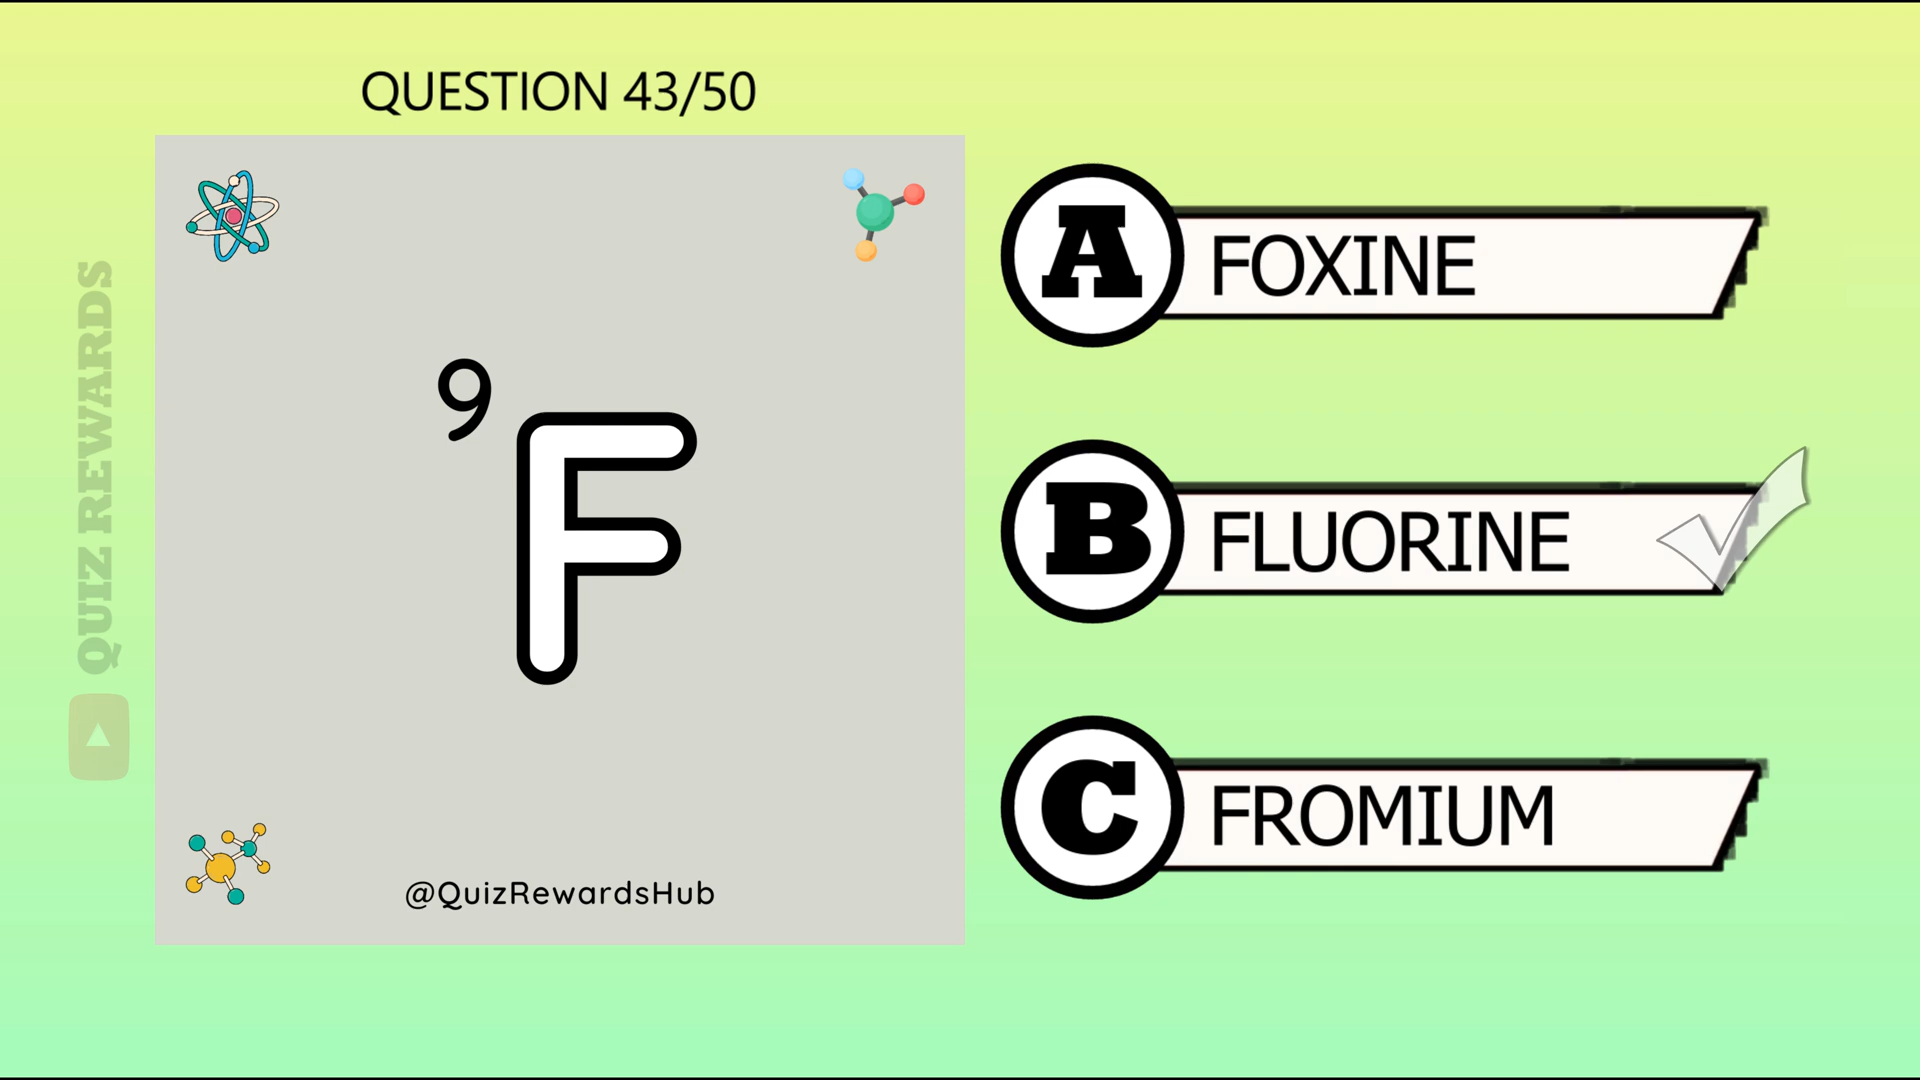 QUESTION 43/50
QUIZ REWARDS
9
F
@QuizRewardsHub
A FOXINE
B FLUORINE
C FROMIUM